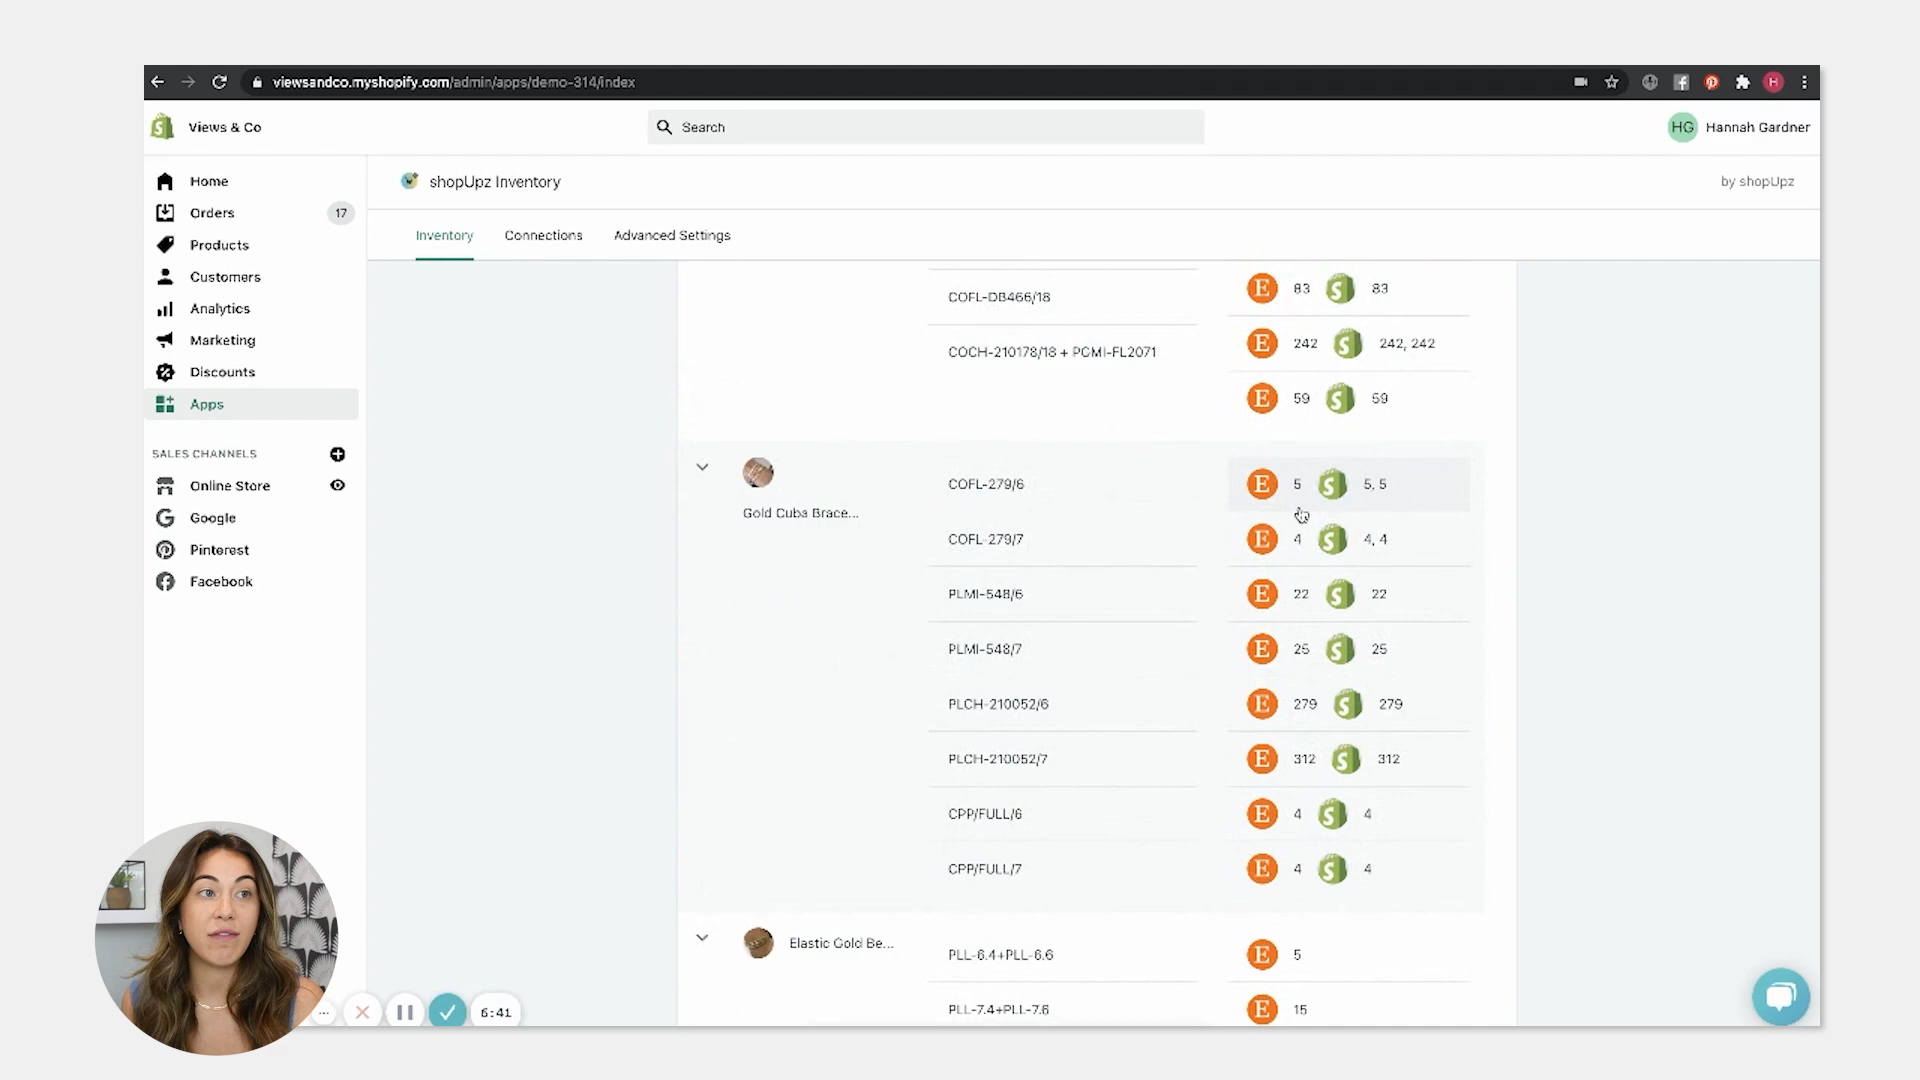 viewsandco.myshopify.com/admin/apps/demo-314/index
H
Views & Co
Search
HG Hannah Gardner
Home
Orders 17
Products
Customers
Analytics
Marketing
Discounts
Apps
SALES CHANNELS
Online Store
Google
Pinterest
Facebook
shopUpz Inventory
by shopUpz
Inventory Connections Advanced Settings
COFL-DB466/18
COCH-210178/18 + PGMI-FL2071
E 83 S 83
E 242 S 242, 242
E 59 S 59
Gold Cuba Brace...
COFL-279/6 E 5 S 5, 5
COFL-279/7 E 4 S 4, 4
PLMI-548/6 E 22 S 22
PLMI-548/7 E 25 S 25
PLCH-210052/6 E 279 S 279
PLCH-210052/7 E 312 S 312
CPP/FULL/6 E 4 S 4
CPP/FULL/7 E 4 S 4
Elastic Gold Be...
PLL-6.4+PLL-6.6 E 5
PLL-7.4+PLL-7.6 E 15
6:41